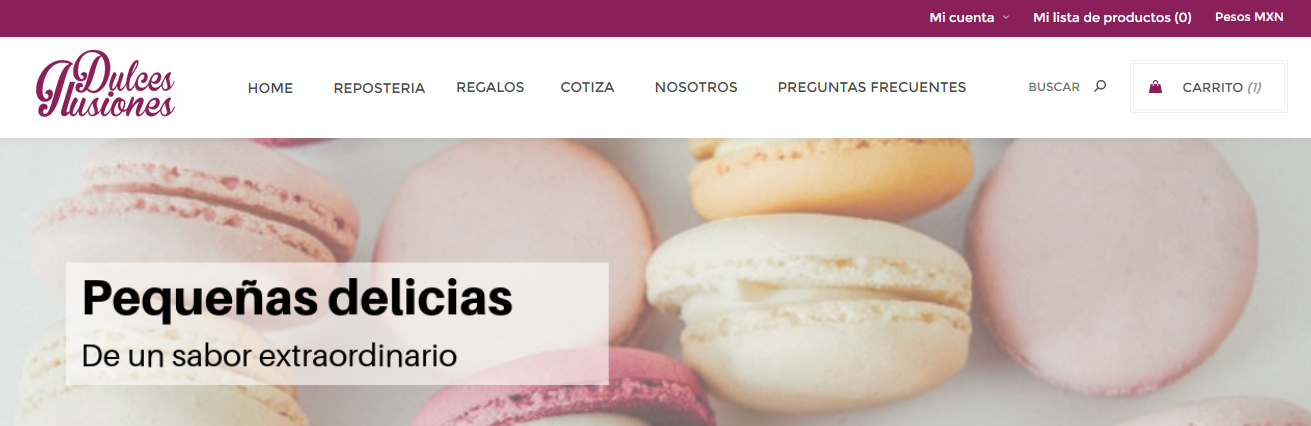 Mi cuenta Mi lista de productos (0) Pesos MXN
Dulces
Ilusiones
HOME REPOSTERIA REGALOS COTIZA NOSOTROS PREGUNTAS FRECUENTES BUSCAR CARRITO (1)
Pequeñas delicias
De un sabor extraordinario